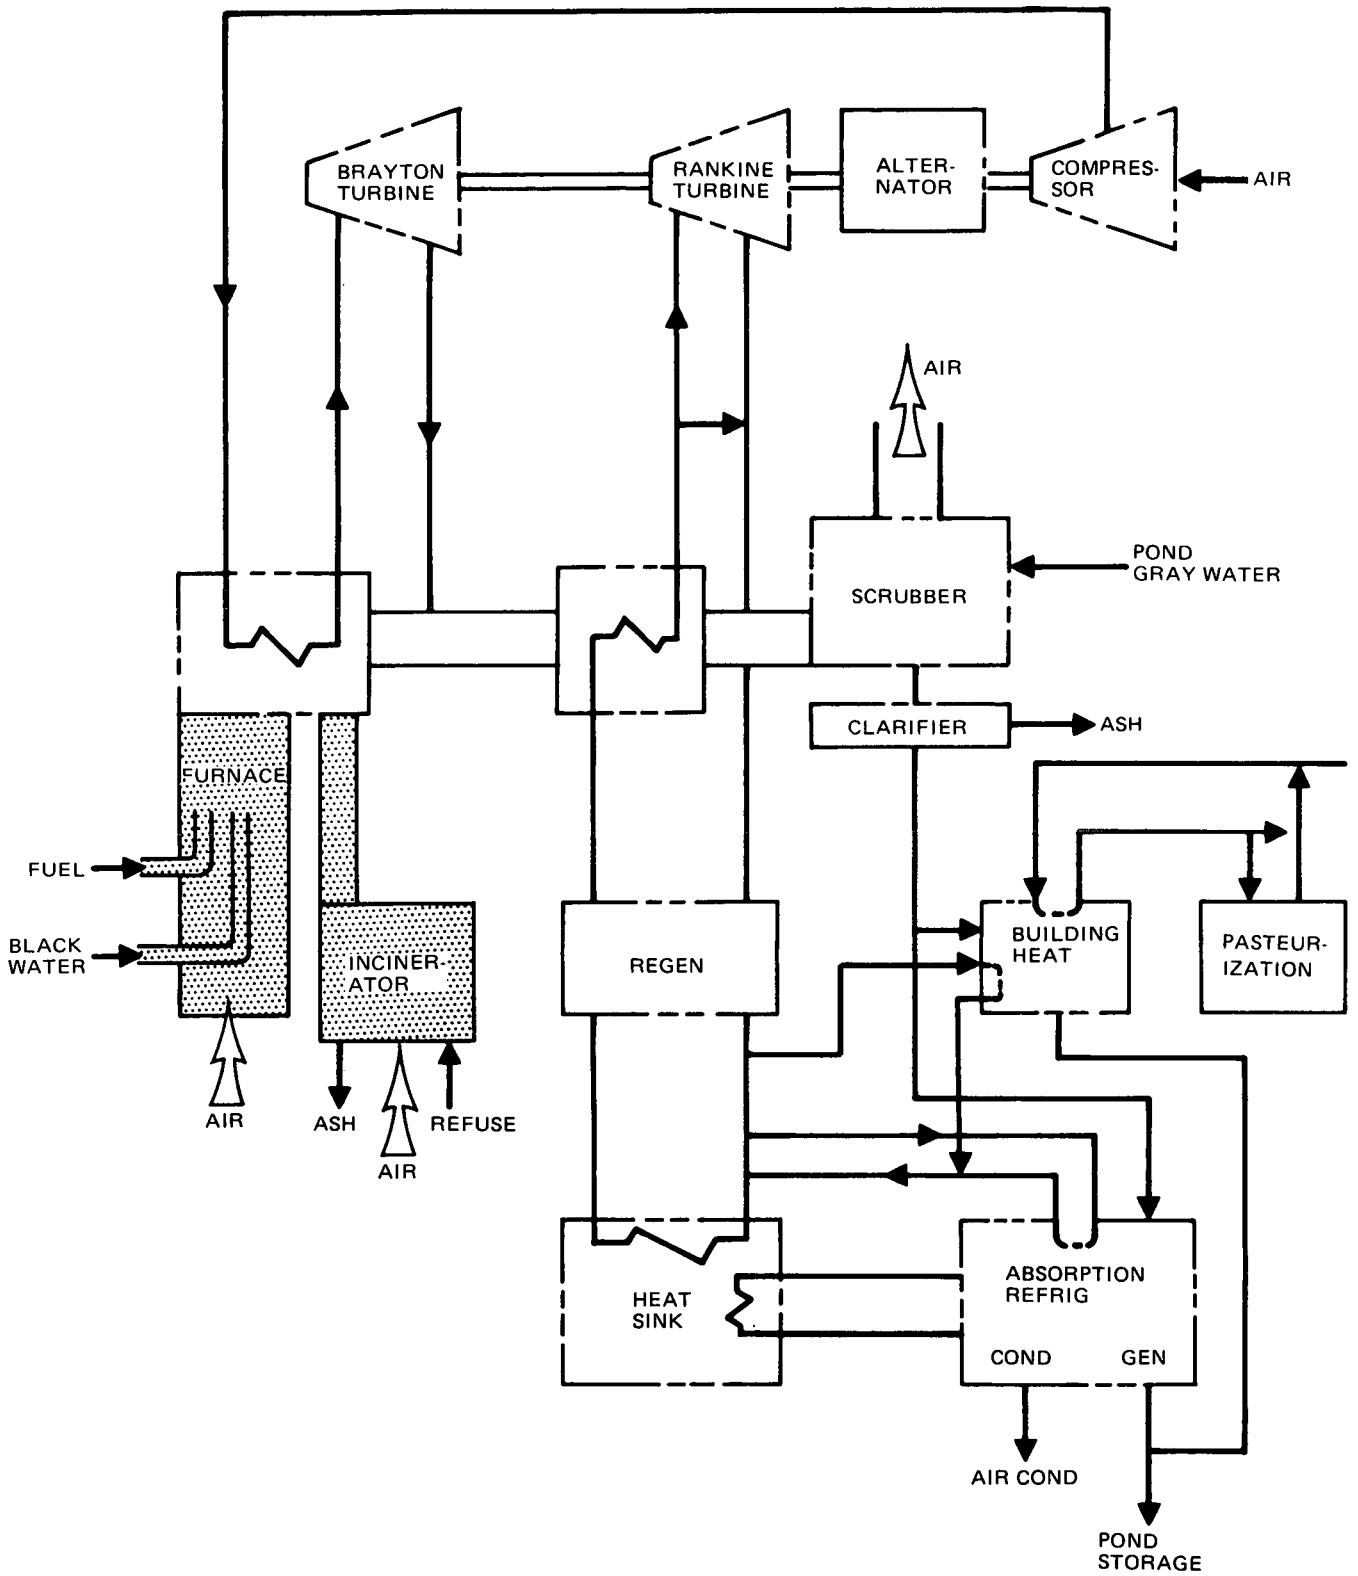 BRAYTON
TURBINE
RANKINE
TURBINE
ALTER-
NATOR
COMPRES-
SOR
AIR
AIR
POND
GRAY WATER
SCRUBBER
CLARIFIER
ASH
FURNACE
FUEL
BLACK
WATER
INCINER-
ATOR
AIR
ASH
REFUSE
AIR
REGEN
BUILDING
HEAT
PASTEUR-
IZATION
HEAT
SINK
ABSORPTION
REFRIG
COND
GEN
AIR COND
POND
STORAGE